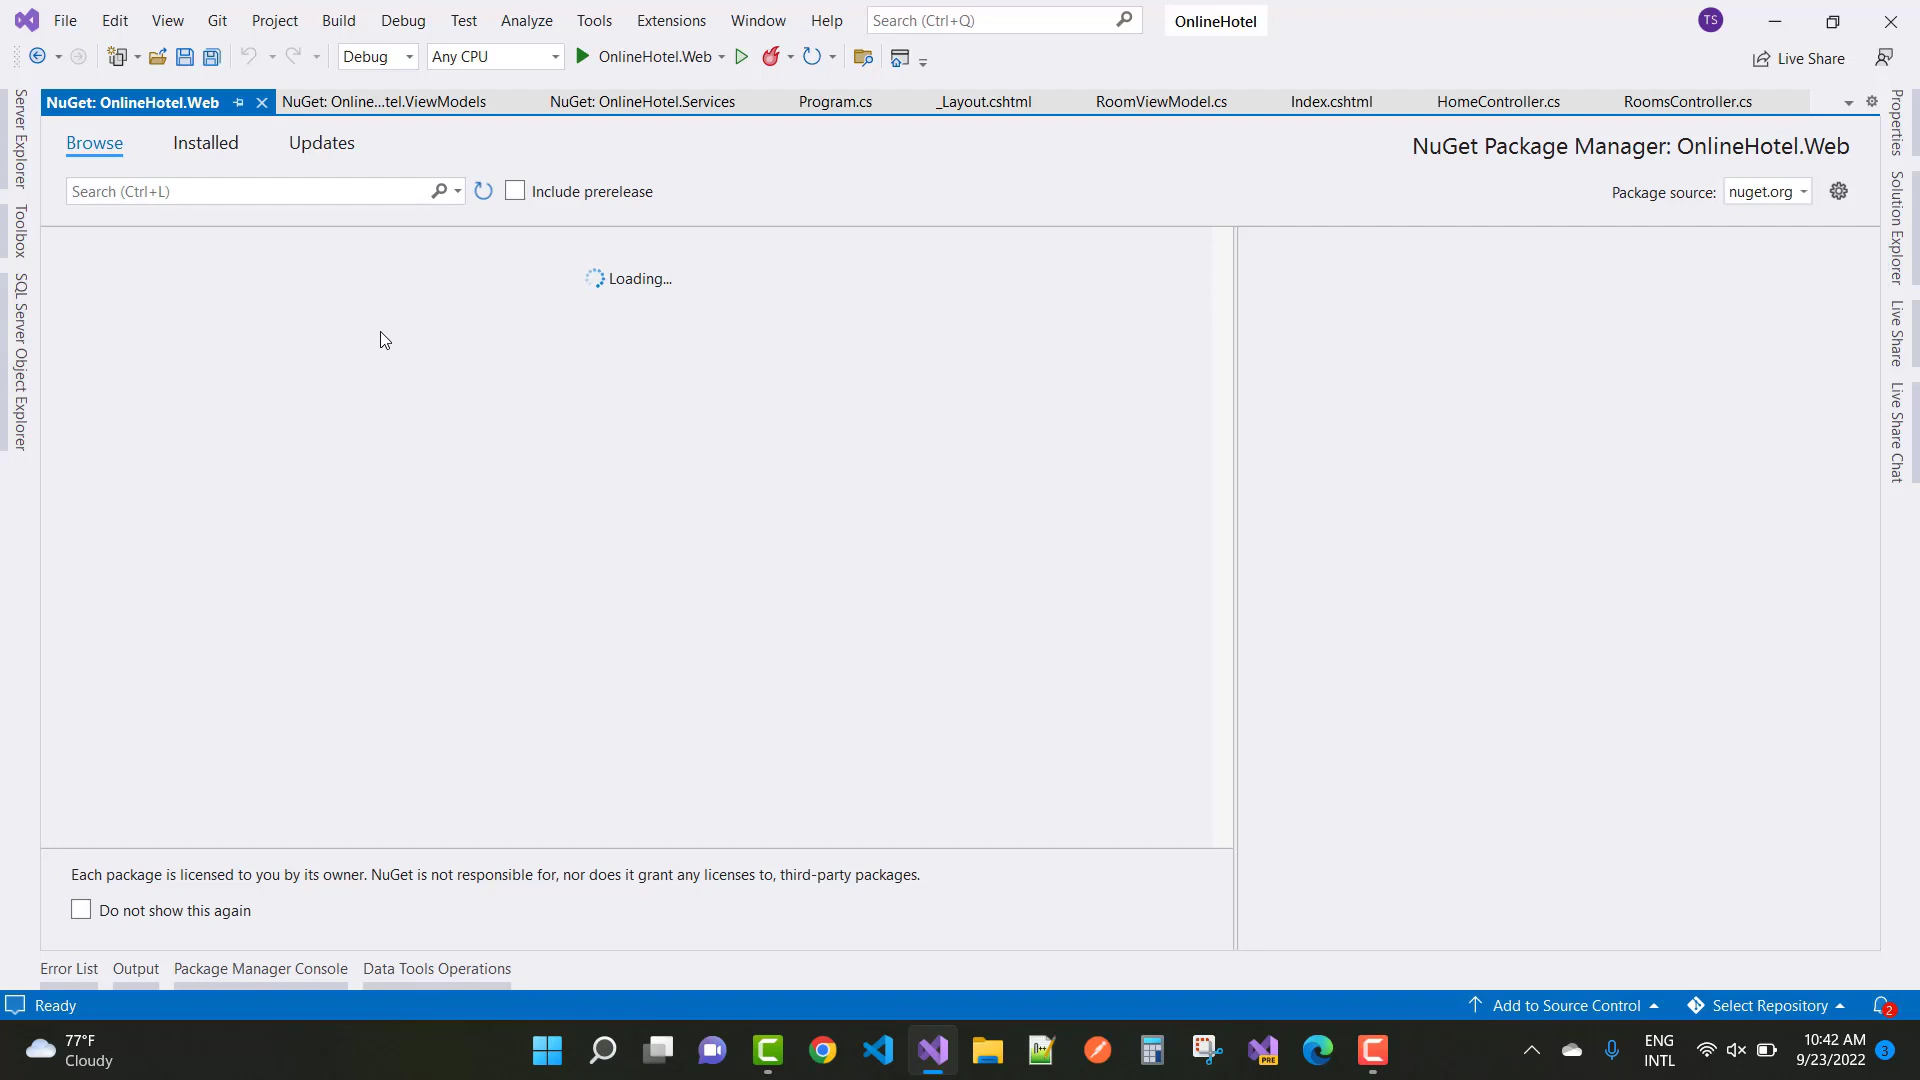 File Edit View Git Project Build Debug Test Analyze Tools Extensions Window Help Search (Ctrl+Q) OnlineHotel TS
Debug Any CPU OnlineHotel.Web Live Share
NuGet: OnlineHotel.Web NuGet: Online...tel.ViewModels NuGet: OnlineHotel.Services Program.cs _Layout.cshtml RoomViewModel.cs Index.cshtml HomeController.cs RoomsController.cs
Server Explorer
Toolbox
SQL Server Object Explorer
Browse Installed Updates
NuGet Package Manager: OnlineHotel.Web
Search (Ctrl+L) Include prerelease
Package source: nuget.org
Loading...
Properties
Solution Explorer
Live Share
Live Share Chat
Each package is licensed to you by its owner. NuGet is not responsible for, nor does it grant any licenses to, third-party packages.
Do not show this again
Error List Output Package Manager Console Data Tools Operations
Ready Add to Source Control Select Repository 2
77°F
Cloudy
PRE
ENG
INTL
10:42 AM
9/23/2022
3